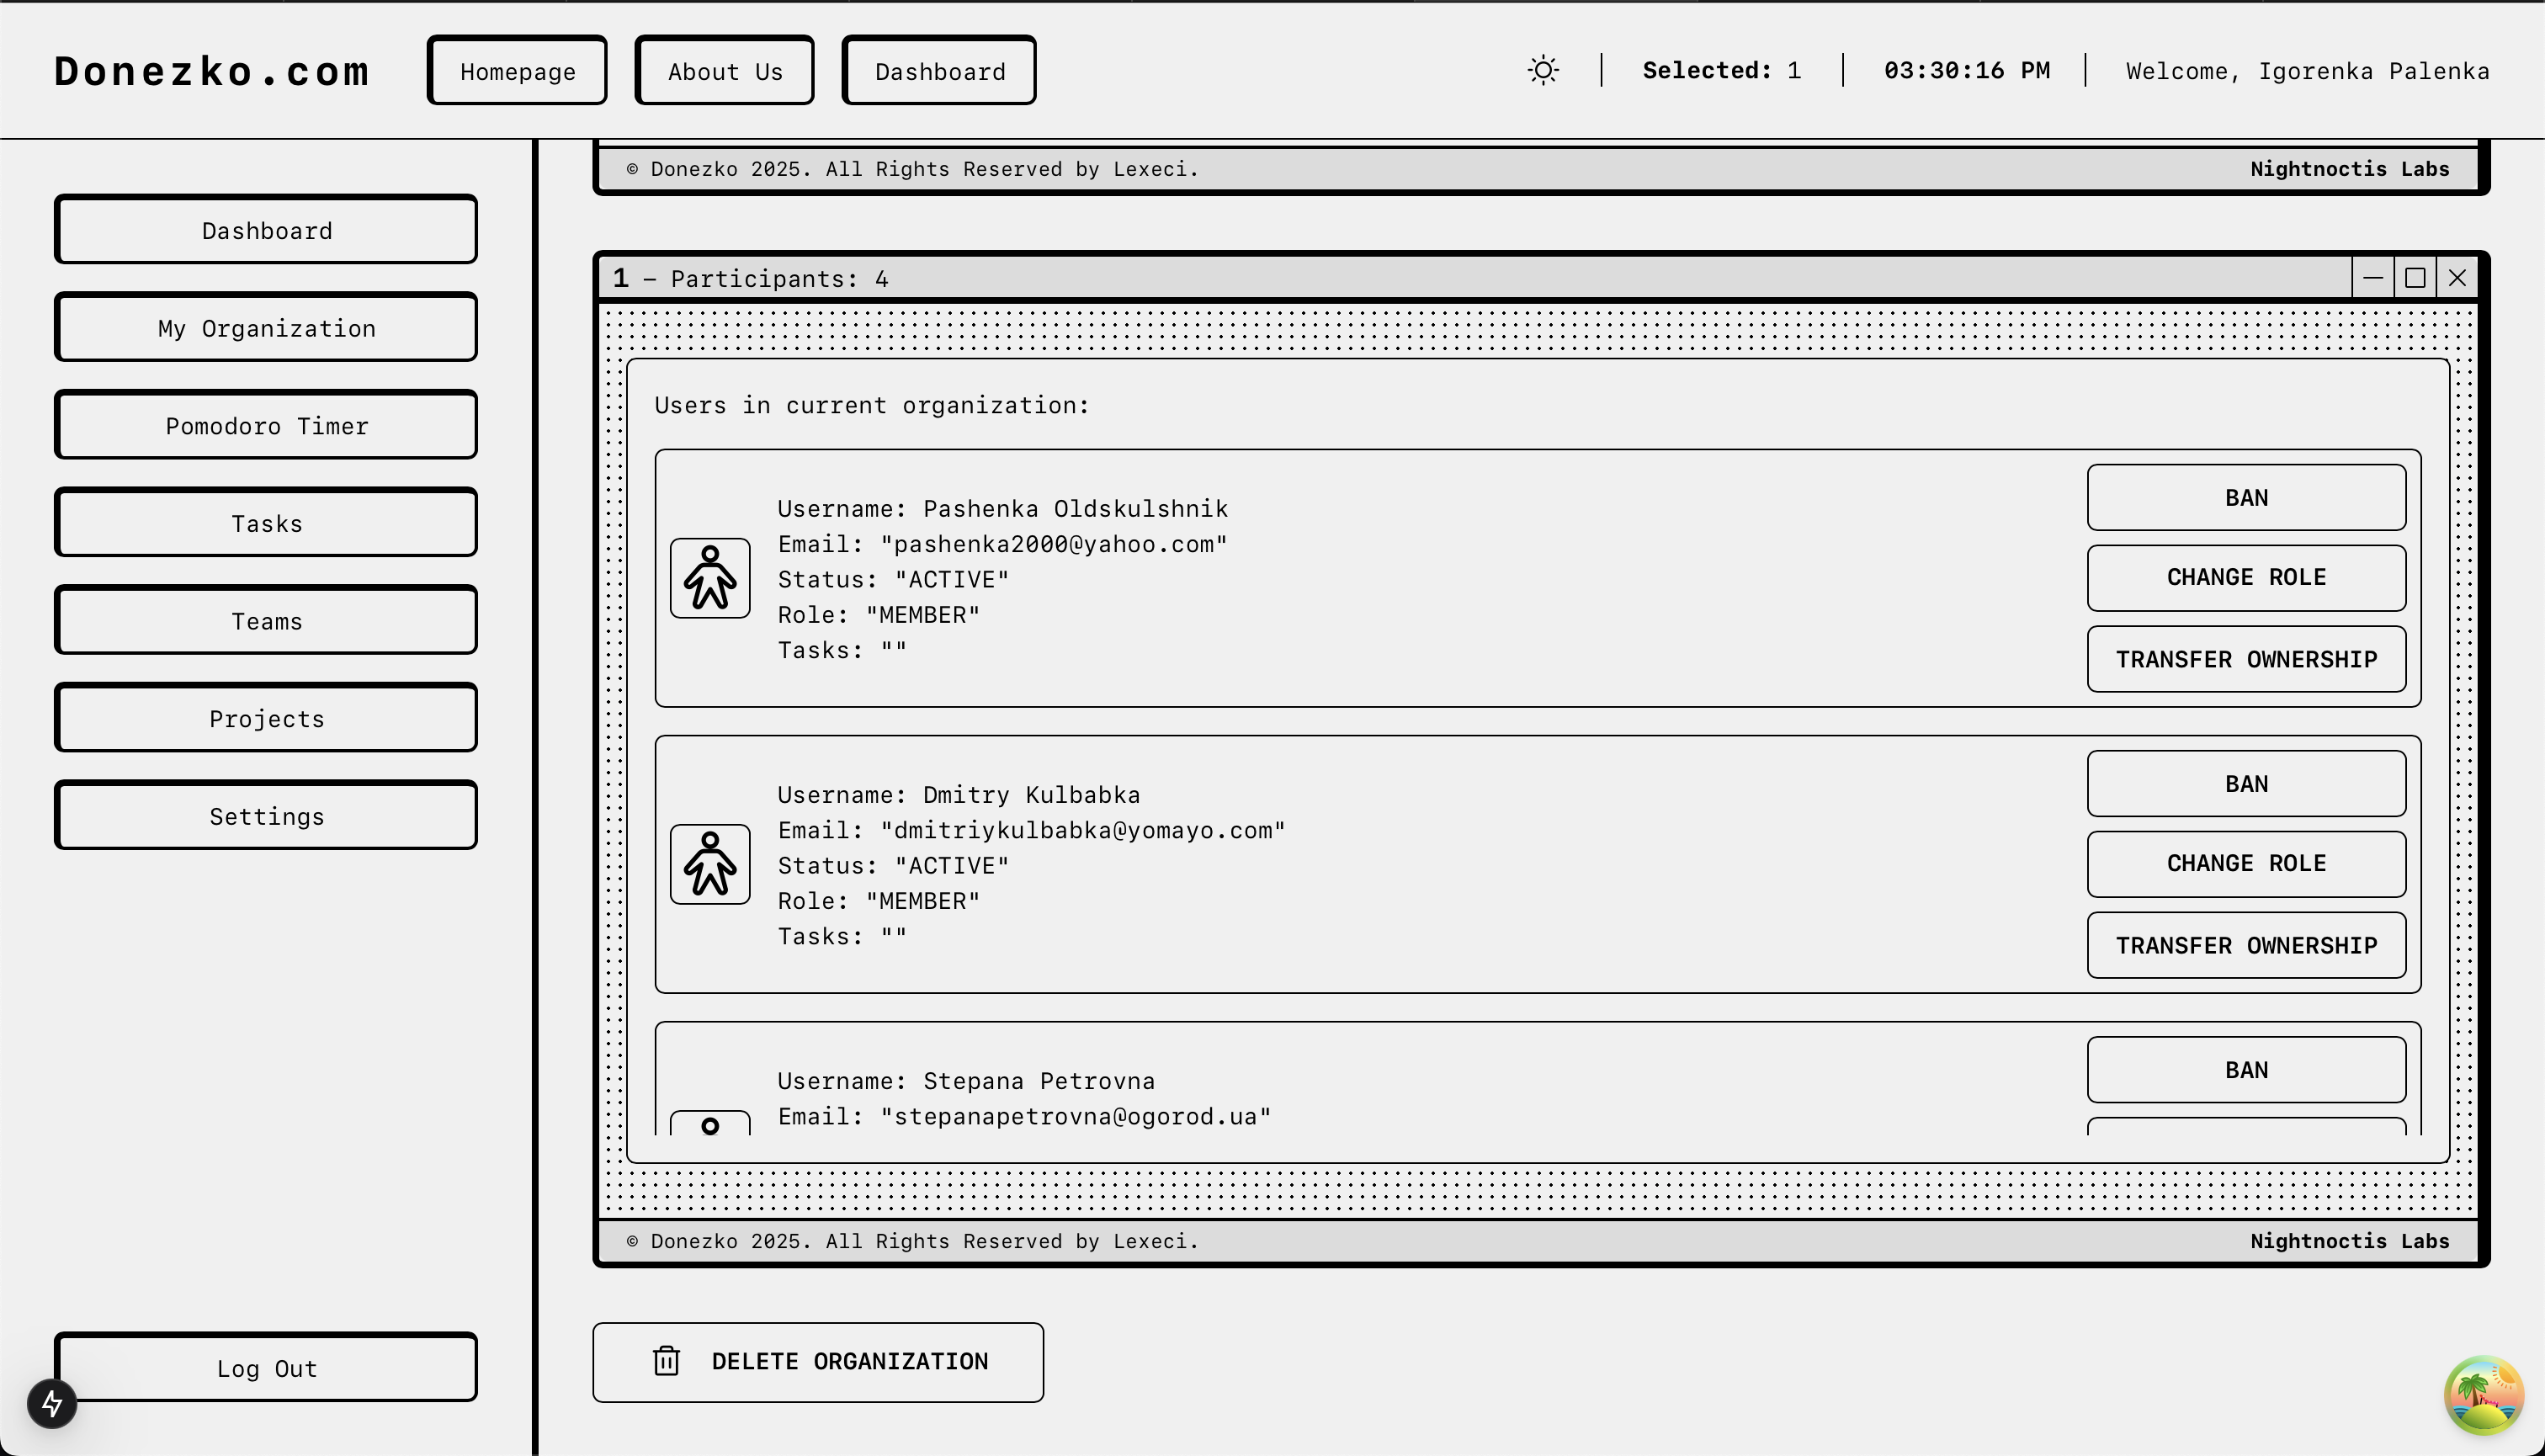 Donezko.com
Homepage
About Us
Dashboard
Selected: 1
03:30:16 PM
Welcome, Igorenka Palenka
Dashboard
My Organization
Pomodoro Timer
Tasks
Teams
Projects
Settings
Log Out
© Donezko 2025. All Rights Reserved by Lexeci.
Nightnoctis Labs
1 – Participants: 4
Users in current organization:
Username: Pashenka Oldskulshnik
Email: "pashenka2000@yahoo.com"
Status: "ACTIVE"
Role: "MEMBER"
Tasks: ""
BAN
CHANGE ROLE
TRANSFER OWNERSHIP
Username: Dmitry Kulbabka
Email: "dmitriykulbabka@yomayo.com"
Status: "ACTIVE"
Role: "MEMBER"
Tasks: ""
BAN
CHANGE ROLE
TRANSFER OWNERSHIP
Username: Stepana Petrovna
Email: "stepanapetrovna@ogorod.ua"
BAN
© Donezko 2025. All Rights Reserved by Lexeci.
Nightnoctis Labs
DELETE ORGANIZATION